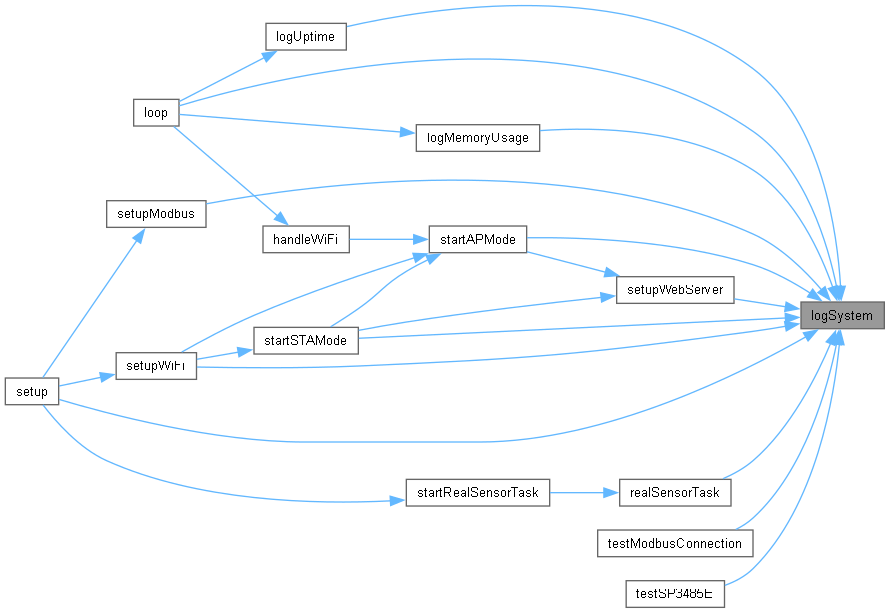 logUptime
loop
logMemoryUsage
setupModbus
handleWiFi
startAPMode
setupWebServer
logSystem
startSTAMode
setupWiFi
setup
startRealSensorTask
realSensorTask
testModbusConnection
testSP3485E